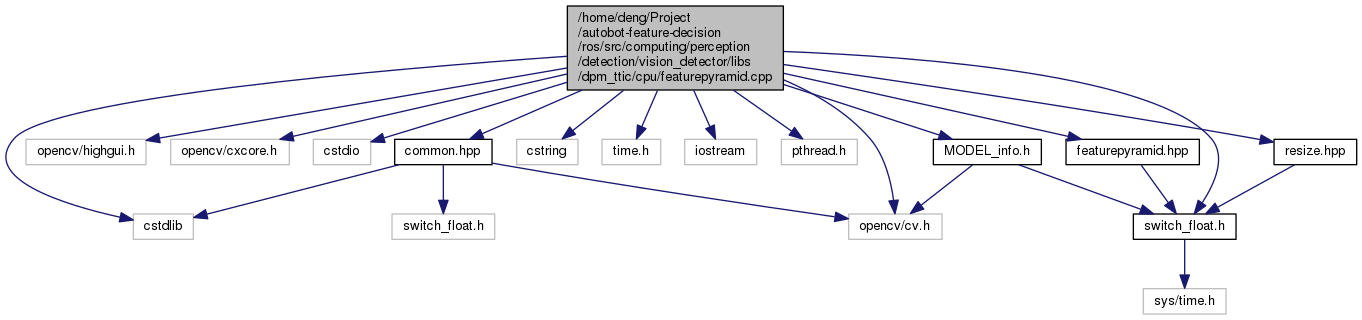 /home/deng/Project
/autobot-feature-decision
/ros/src/computing/perception
/detection/vision_detector/libs
/dpm_ttic/cpu/featurepyramid.cpp
opencv/highgui.h
opencv/cxcore.h
cstdio
common.hpp
cstring
time.h
iostream
pthread.h
MODEL_info.h
featurepyramid.hpp
resize.hpp
cstdlib
switch_float.h
opencv/cv.h
switch_float.h
sys/time.h